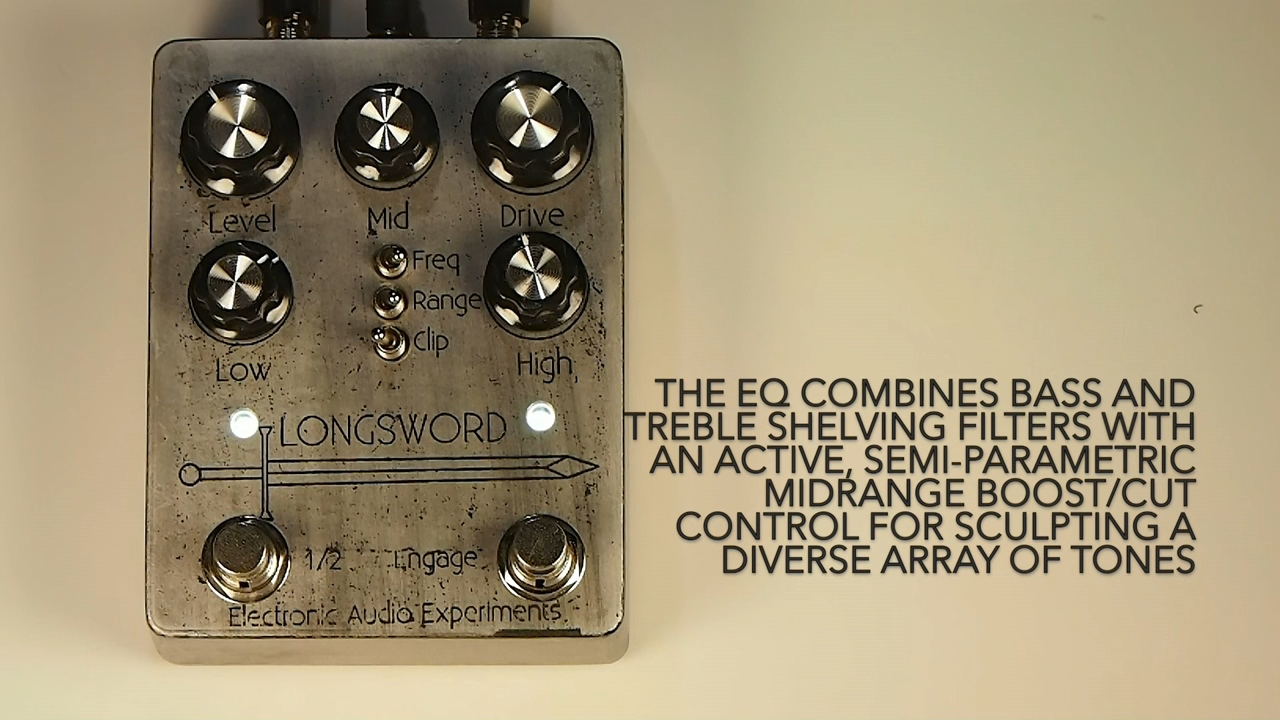 Level Mid Drive
Freq
Range
Clip
Low High
LONGSWORD
1/2 Engage
Electronic Audio Experiments
THE EQ COMBINES BASS AND
TREBLE SHELVING FILTERS WITH
AN ACTIVE, SEMI-PARAMETRIC
MIDRANGE BOOST/CUT
CONTROL FOR SCULPTING A
DIVERSE ARRAY OF TONES